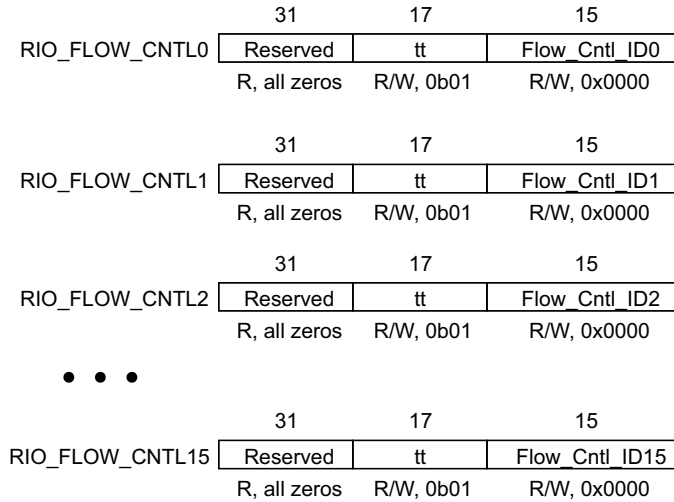 31 17 15
RIO_FLOW_CNTL0 Reserved tt Flow_Cntl_ID0
R, all zeros R/W, 0b01 R/W, 0x0000
31 17 15
RIO_FLOW_CNTL1 Reserved tt Flow_Cntl_ID1
R, all zeros R/W, 0b01 R/W, 0x0000
31 17 15
RIO_FLOW_CNTL2 Reserved tt Flow_Cntl_ID2
R, all zeros R/W, 0b01 R/W, 0x0000
• • •
31 17 15
RIO_FLOW_CNTL15 Reserved tt Flow_Cntl_ID15
R, all zeros R/W, 0b01 R/W, 0x0000